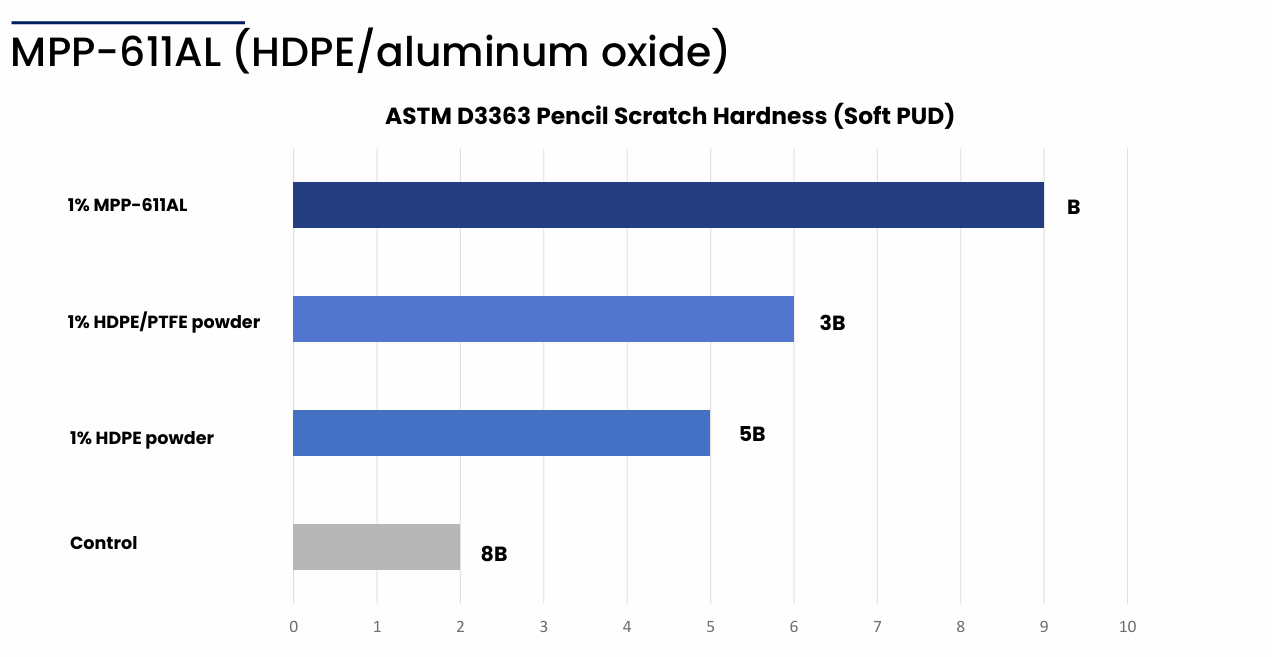 MPP-611AL (HDPE/aluminum oxide)
ASTM D3363 Pencil Scratch Hardness (Soft PUD)
1% MPP-611AL
B
1% HDPE/PTFE powder
3B
1% HDPE powder
5B
Control
8B
0 1 2 3 4 5 6 7 8 9 10